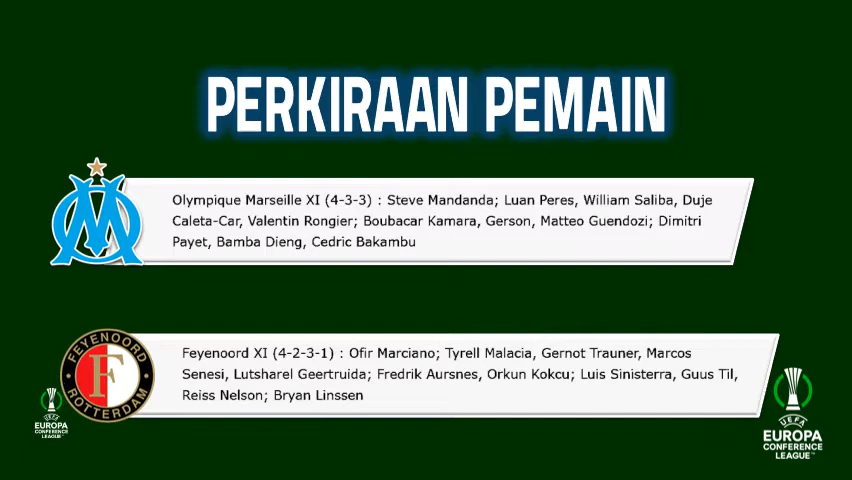 PERKIRAAN PEMAIN
Olympique Marseille XI (4-3-3) : Steve Mandanda; Luan Peres, William Saliba, Duje
Caleta-Car, Valentin Rongier; Boubacar Kamara, Gerson, Matteo Guendozi; Dimitri
Payet, Bamba Dieng, Cedric Bakambu
FEYENOORD
F
ROTTERDAM
Feyenoord XI (4-2-3-1) : Ofir Marciano; Tyrell Malacia, Gernot Trauner, Marcos
Senesi, Lutsharel Geertruida; Fredrik Aursnes, Orkun Kokcu; Luis Sinisterra, Guus Til,
Reiss Nelson; Bryan Linssen
UEFA
EUROPA
CONFERENCE
LEAGUE
UEFA
EUROPA
CONFERENCE
LEAGUE